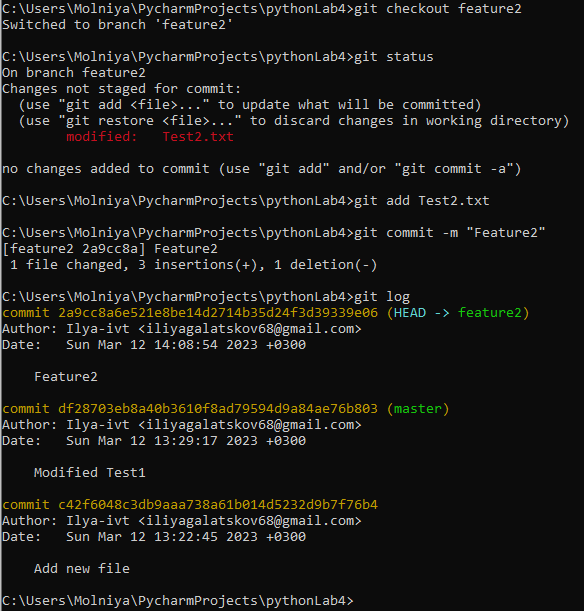 C:\Users\Molniya\PycharmProjects\pythonLab4>git checkout feature2
Switched to branch 'feature2'
C:\Users\Molniya\PycharmProjects\pythonLab4>git status
On branch feature2
Changes not staged for commit:
  (use "git add <file>..." to update what will be committed)
  (use "git restore <file>..." to discard changes in working directory)
        modified:   Test2.txt
no changes added to commit (use "git add" and/or "git commit -a")
C:\Users\Molniya\PycharmProjects\pythonLab4>git add Test2.txt
C:\Users\Molniya\PycharmProjects\pythonLab4>git commit -m "Feature2"
[feature2 2a9cc8a] Feature2
 1 file changed, 3 insertions(+), 1 deletion(-)
C:\Users\Molniya\PycharmProjects\pythonLab4>git log
commit 2a9cc8a6e521e8be14d2714b35d24f3d39339e06 (HEAD -> feature2)
Author: Ilya-ivt <iliyagalatskov68@gmail.com>
Date:   Sun Mar 12 14:08:54 2023 +0300
    Feature2
commit df28703eb8a40b3610f8ad79594d9a84ae76b803 (master)
Author: Ilya-ivt <iliyagalatskov68@gmail.com>
Date:   Sun Mar 12 13:29:17 2023 +0300
    Modified Test1
commit c42f6048c3db9aaa738a61b014d5232d9b7f76b4
Author: Ilya-ivt <iliyagalatskov68@gmail.com>
Date:   Sun Mar 12 13:22:45 2023 +0300
    Add new file
C:\Users\Molniya\PycharmProjects\pythonLab4>